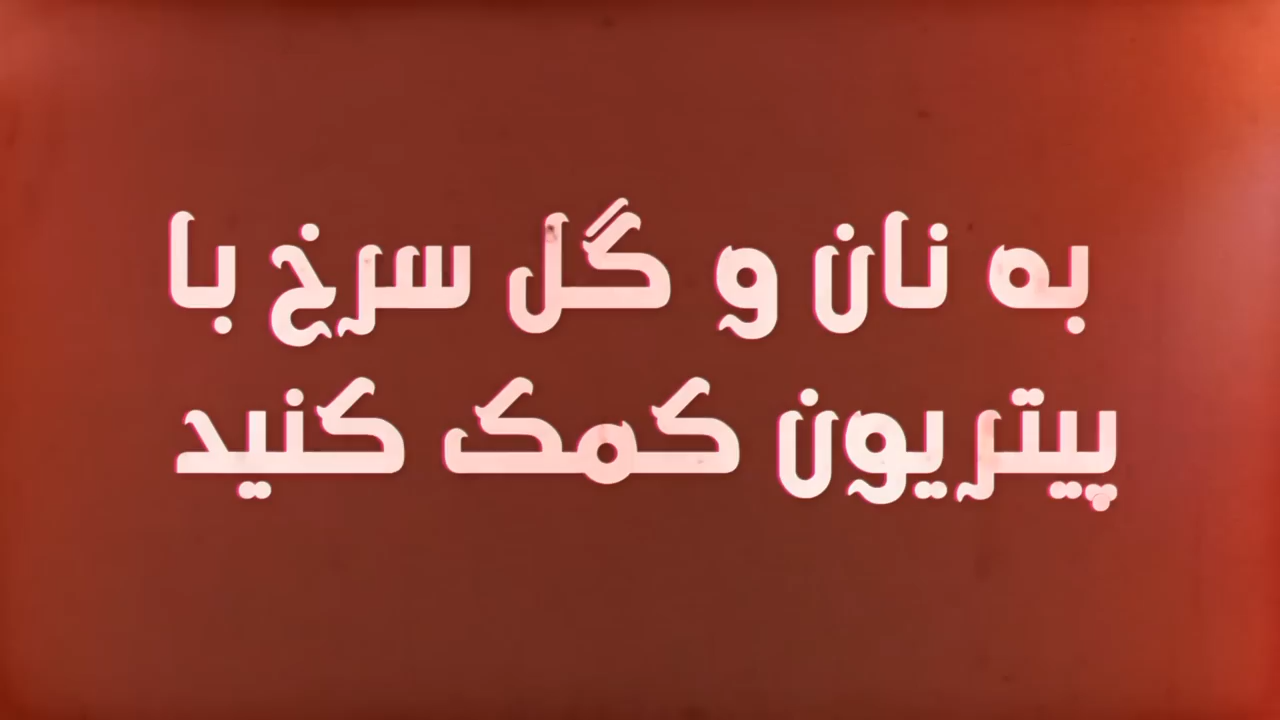 به نان و گل سرخ با
پیتریون کمک کنید